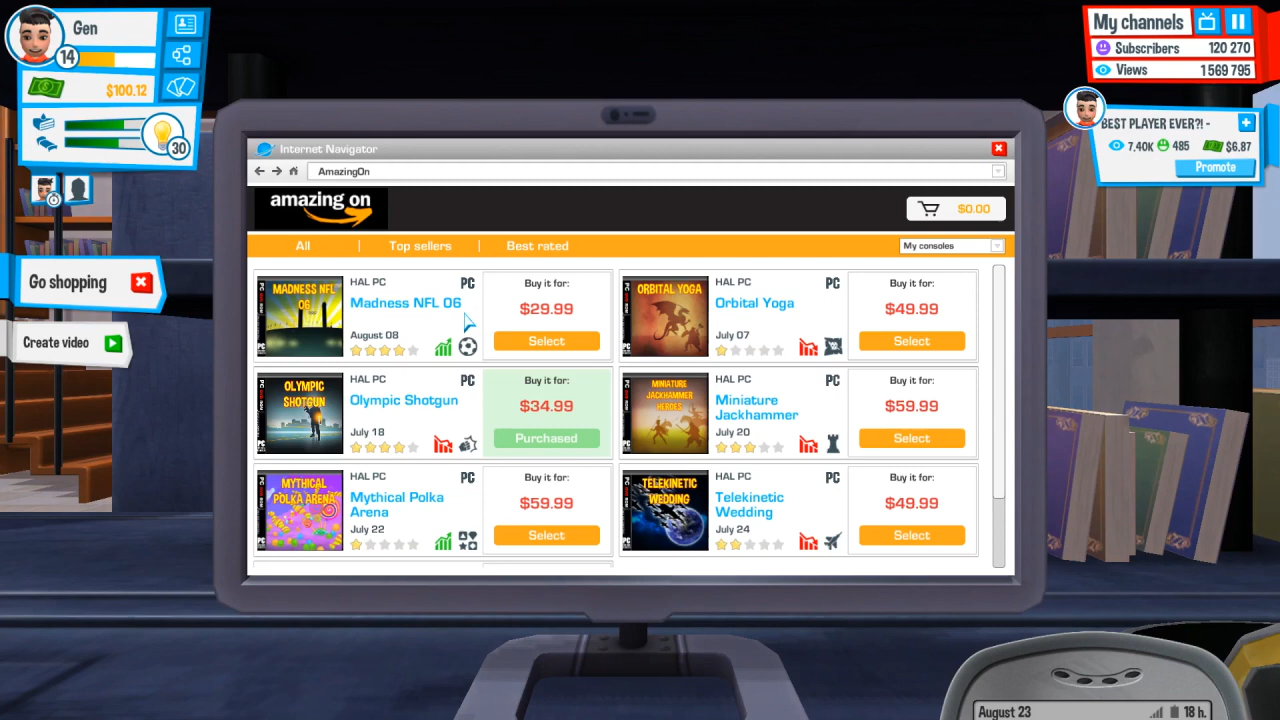 Gen
14
$100.12
30
My channels
Subscribers 120 270
Views 1 569 795
BEST PLAYER EVER?! -
7.40K 485 $6.87
Promote
Go shopping
Create video
Internet Navigator
AmazingOn
amazing on
$0.00
All | Top sellers | Best rated
My consoles
MADNESS NFL 06
HAL PC PC
Madness NFL 06
August 08
Buy it for:
$29.99
Select
ORBITAL YOGA
HAL PC PC
Orbital Yoga
July 07
Buy it for:
$49.99
Select
OLYMPIC SHOTGUN
HAL PC PC
Olympic Shotgun
July 18
Buy it for:
$34.99
Purchased
MINIATURE JACKHAMMER HEROES
HAL PC PC
Miniature
Jackhammer
July 20
Buy it for:
$59.99
Select
MYTHICAL POLKA ARENA
HAL PC PC
Mythical Polka
Arena
July 22
Buy it for:
$59.99
Select
TELEKINETIC WEDDING
HAL PC PC
Telekinetic
Wedding
July 24
Buy it for:
$49.99
Select
August 23 18 h.